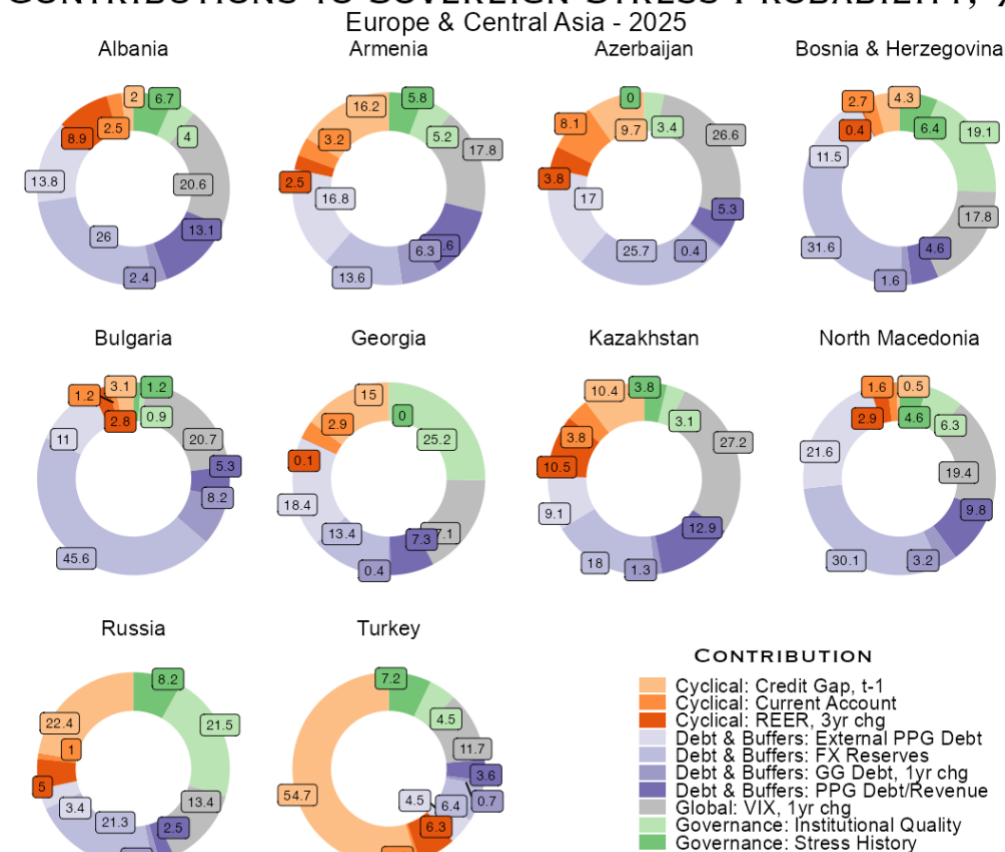 Europe & Central Asia - 2025
Albania Armenia Azerbaijan Bosnia & Herzegovina
2 6.7 4 20.6 13.1 2.4 26 13.8 8.9 2.5
16.2 5.8 5.2 17.8 .6 6.3 13.6 16.8 2.5 3.2
0 3.4 26.6 5.3 0.4 25.7 17 3.8 8.1 9.7
4.3 6.4 19.1 17.8 4.6 1.6 31.6 11.5 0.4 2.7
Bulgaria Georgia Kazakhstan North Macedonia
3.1 1.2 0.9 20.7 5.3 8.2 45.6 11 2.8 1.2
15 0 25.2 7.1 7.3 0.4 13.4 18.4 0.1 2.9
10.4 3.8 3.1 27.2 12.9 1.3 18 9.1 10.5 3.8
0.5 4.6 6.3 19.4 9.8 3.2 30.1 21.6 2.9 1.6
Russia Turkey
8.2 21.5 13.4 2.5 21.3 3.4 5 1 22.4
7.2 4.5 11.7 3.6 0.7 6.4 4.5 6.3 54.7
CONTRIBUTION
Cyclical: Credit Gap, t-1
Cyclical: Current Account
Cyclical: REER, 3yr chg
Debt & Buffers: External PPG Debt
Debt & Buffers: FX Reserves
Debt & Buffers: GG Debt, 1yr chg
Debt & Buffers: PPG Debt/Revenue
Global: VIX, 1yr chg
Governance: Institutional Quality
Governance: Stress History